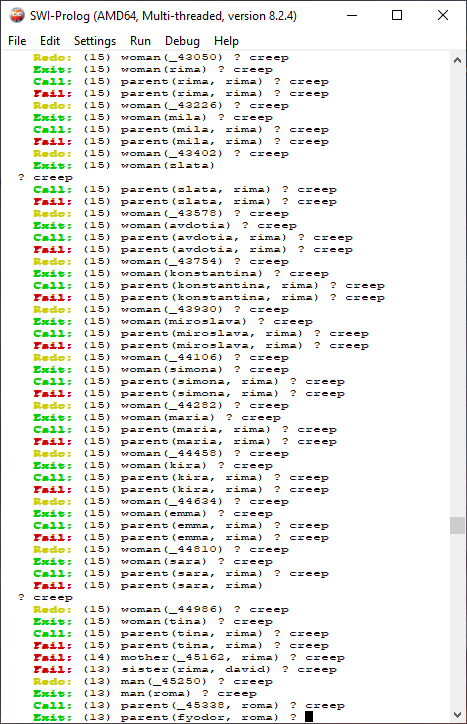 SWI-Prolog (AMD64, Multi-threaded, version 8.2.4)
File Edit Settings Run Debug Help
Redo: (15) woman(_43050) ? creep
Exit: (15) woman(rima) ? creep
Call: (15) parent(rima, rima) ? creep
Fail: (15) parent(rima, rima) ? creep
Redo: (15) woman(_43226) ? creep
Exit: (15) woman(mila) ? creep
Call: (15) parent(mila, rima) ? creep
Fail: (15) parent(mila, rima) ? creep
Redo: (15) woman(_43402) ? creep
Exit: (15) woman(zlata)
? creep
Call: (15) parent(zlata, rima) ? creep
Fail: (15) parent(zlata, rima) ? creep
Redo: (15) woman(_43578) ? creep
Exit: (15) woman(avdotia) ? creep
Call: (15) parent(avdotia, rima) ? creep
Fail: (15) parent(avdotia, rima) ? creep
Redo: (15) woman(_43754) ? creep
Exit: (15) woman(konstantina) ? creep
Call: (15) parent(konstantina, rima) ? creep
Fail: (15) parent(konstantina, rima) ? creep
Redo: (15) woman(_43930) ? creep
Exit: (15) woman(miroslava) ? creep
Call: (15) parent(miroslava, rima) ? creep
Fail: (15) parent(miroslava, rima) ? creep
Redo: (15) woman(_44106) ? creep
Exit: (15) woman(simona) ? creep
Call: (15) parent(simona, rima) ? creep
Fail: (15) parent(simona, rima) ? creep
Redo: (15) woman(_44282) ? creep
Exit: (15) woman(maria) ? creep
Call: (15) parent(maria, rima) ? creep
Fail: (15) parent(maria, rima) ? creep
Redo: (15) woman(_44458) ? creep
Exit: (15) woman(kira) ? creep
Call: (15) parent(kira, rima) ? creep
Fail: (15) parent(kira, rima) ? creep
Redo: (15) woman(_44634) ? creep
Exit: (15) woman(emma) ? creep
Call: (15) parent(emma, rima) ? creep
Fail: (15) parent(emma, rima) ? creep
Redo: (15) woman(_44810) ? creep
Exit: (15) woman(sara) ? creep
Call: (15) parent(sara, rima) ? creep
Fail: (15) parent(sara, rima)
? creep
Redo: (15) woman(_44986) ? creep
Exit: (15) woman(tina) ? creep
Call: (15) parent(tina, rima) ? creep
Fail: (15) parent(tina, rima) ? creep
Fail: (14) mother(_45162, rima) ? creep
Fail: (13) sister(rima, david) ? creep
Redo: (13) man(_45250) ? creep
Exit: (13) man(roma) ? creep
Call: (13) parent(_45338, roma) ? creep
Exit: (13) parent(fyodor, roma) ?